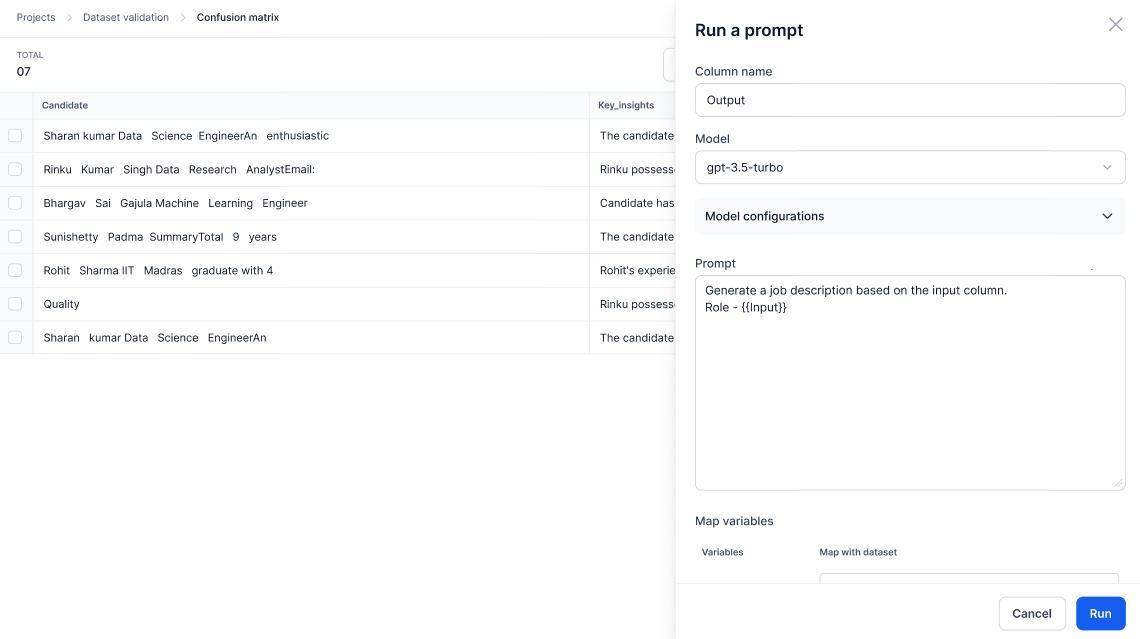 Projects > Dataset validation > Confusion matrix
TOTAL
07
Candidate Key_insights
Sharan kumar Data Science EngineerAn enthusiastic The candidate
Rinku Kumar Singh Data Research AnalystEmail: Rinku possess
Bhargav Sai Gajula Machine Learning Engineer Candidate has
Sunishetty Padma SummaryTotal 9 years The candidate
Rohit Sharma IIT Madras graduate with 4 Rohit's experie
Quality Rinku possess
Sharan kumar Data Science EngineerAn The candidate
Run a prompt
Column name
Output
Model
gpt-3.5-turbo
Model configurations
Prompt
Generate a job description based on the input column.
Role - {{Input}}
Map variables
Variables Map with dataset
Cancel Run